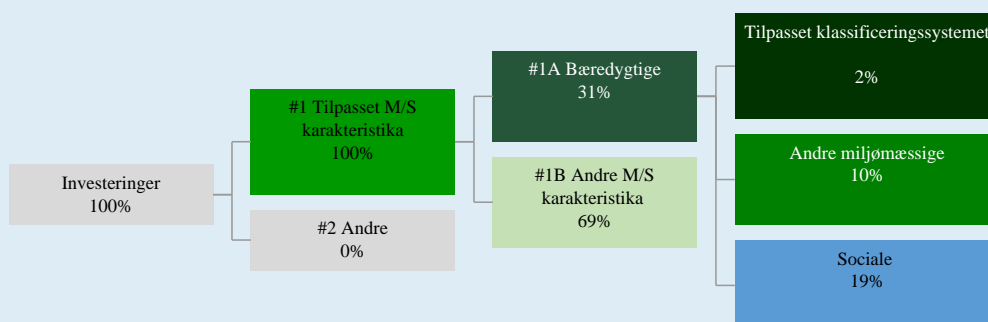 Investeringer
100%
#1 Tilpasset M/S
karakteristika
100%
#2 Andre
0%
#1A Bæredygtige
31%
#1B Andre M/S
karakteristika
69%
Tilpasset klassificeringssystemet
2%
Andre miljømæssige
10%
Sociale
19%